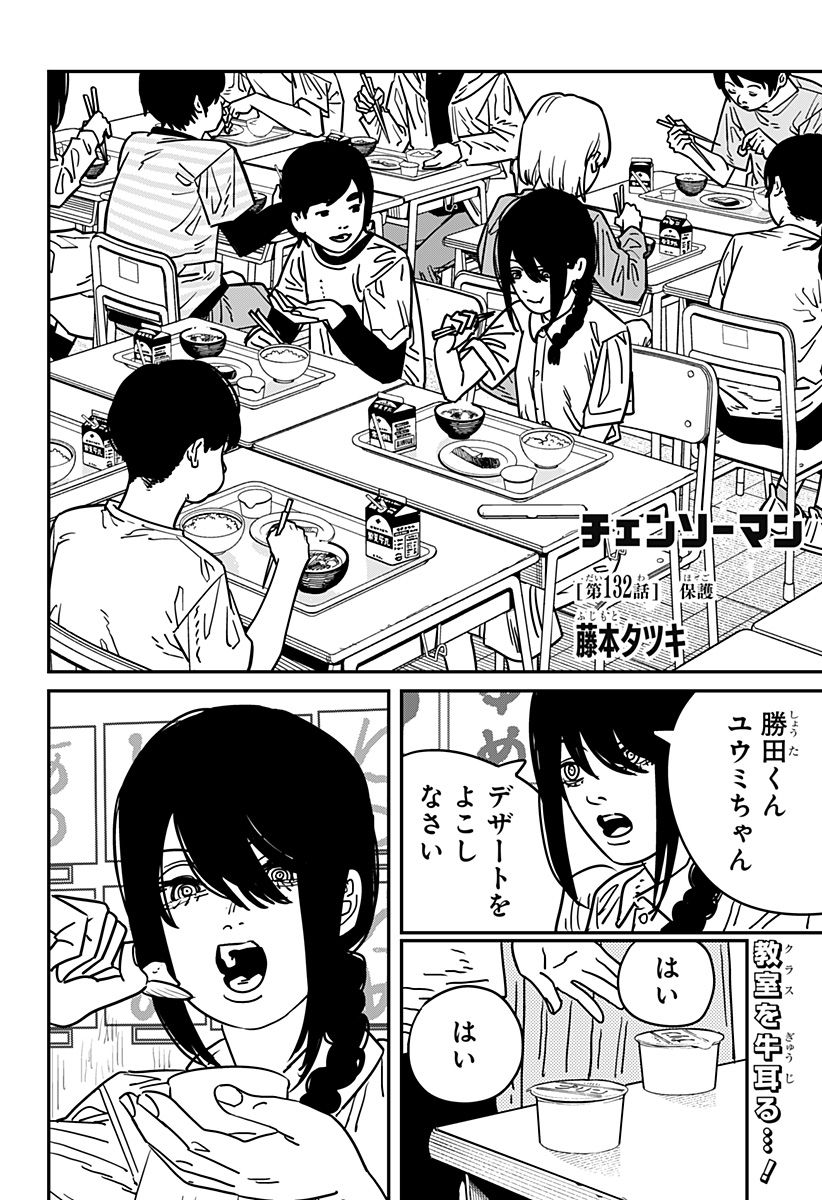 チェンソーマン
[第132話] 保護
藤本タツキ
勝田くん
ユウミちゃん
デザートを
よこし
なさい
はい
はい
教室を牛耳る…!